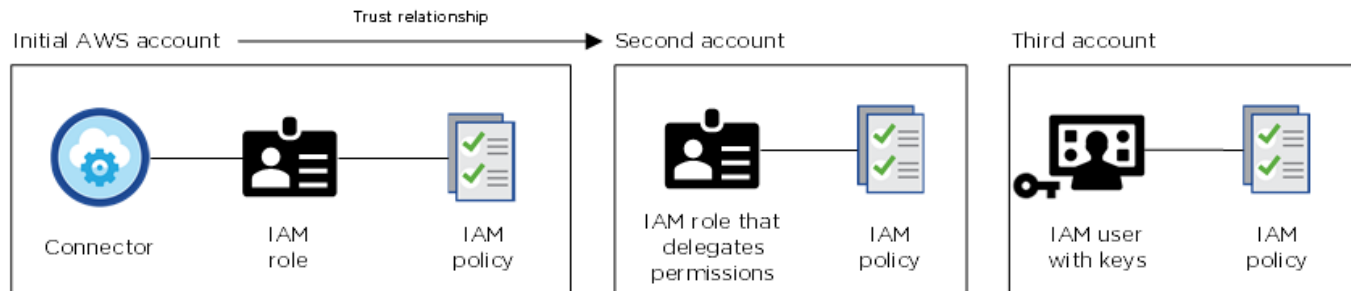 Trust relationship
Initial AWS account
Second account
Third account
Connector
IAM
role
IAM
policy
IAM role that
delegates
permissions
IAM
policy
IAM user
with keys
IAM
policy